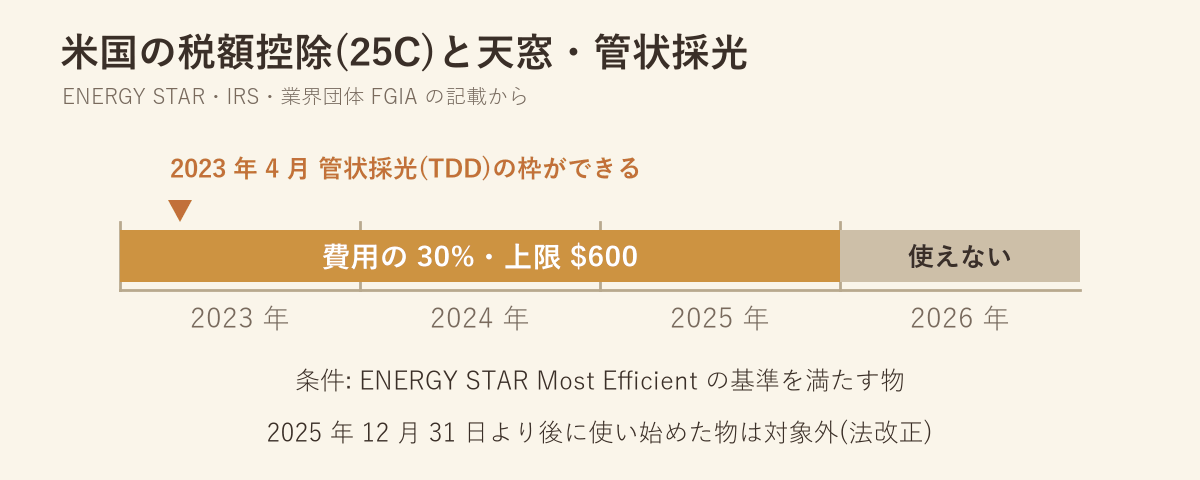 米国の税額控除(25C)と天窓・管状採光
ENERGY STAR・IRS・業界団体 FGIA の記載から
2023 年 4 月 管状採光(TDD)の枠ができる
費用の 30%・上限 $600
使えない
2023 年
2024 年
2025 年
2026 年
条件: ENERGY STAR Most Efficient の基準を満たす物
2025 年 12 月 31 日より後に使い始めた物は対象外(法改正)